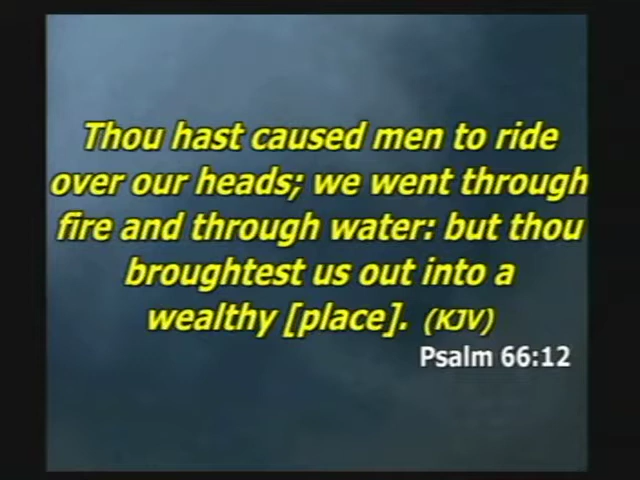 Thou hast caused men to ride
over our heads; we went through
fire and through water: but thou
broughtest us out into a
wealthy [place]. (KJV)
Psalm 66:12